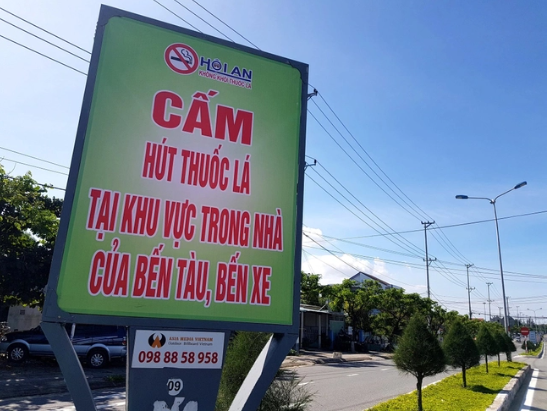 HỘI AN
KHÔNG KHÓI THUỐC LÁ
CẤM
HÚT THUỐC LÁ
TẠI KHU VỰC TRONG NHÀ
CỦA BẾN TÀU, BẾN XE
098 88 58 958
09